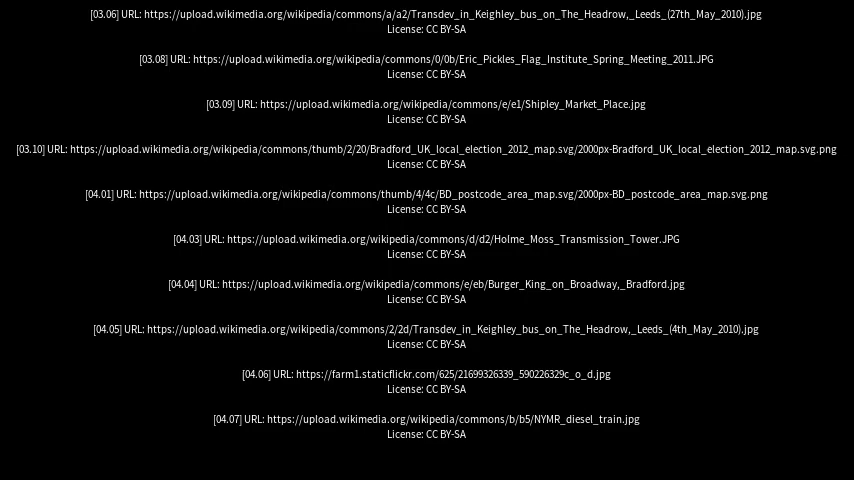 [03.06] URL: https://upload.wikimedia.org/wikipedia/commons/a/a2/Transdev_in_Keighley_bus_on_The_Headrow,_Leeds_(27th_May_2010).jpg
License: CC BY-SA
[03.08] URL: https://upload.wikimedia.org/wikipedia/commons/0/0b/Eric_Pickles_Flag_Institute_Spring_Meeting_2011.JPG
License: CC BY-SA
[03.09] URL: https://upload.wikimedia.org/wikipedia/commons/e/e1/Shipley_Market_Place.jpg
License: CC BY-SA
[03.10] URL: https://upload.wikimedia.org/wikipedia/commons/thumb/2/20/Bradford_UK_local_election_2012_map.svg/2000px-Bradford_UK_local_election_2012_map.svg.png
License: CC BY-SA
[04.01] URL: https://upload.wikimedia.org/wikipedia/commons/thumb/4/4c/BD_postcode_area_map.svg/2000px-BD_postcode_area_map.svg.png
License: CC BY-SA
[04.03] URL: https://upload.wikimedia.org/wikipedia/commons/d/d2/Holme_Moss_Transmission_Tower.JPG
License: CC BY-SA
[04.04] URL: https://upload.wikimedia.org/wikipedia/commons/e/eb/Burger_King_on_Broadway,_Bradford.jpg
License: CC BY-SA
[04.05] URL: https://upload.wikimedia.org/wikipedia/commons/2/2d/Transdev_in_Keighley_bus_on_The_Headrow,_Leeds_(4th_May_2010).jpg
License: CC BY-SA
[04.06] URL: https://farm1.staticflickr.com/625/21699326339_590226329c_o_d.jpg
License: CC BY-SA
[04.07] URL: https://upload.wikimedia.org/wikipedia/commons/b/b5/NYMR_diesel_train.jpg
License: CC BY-SA